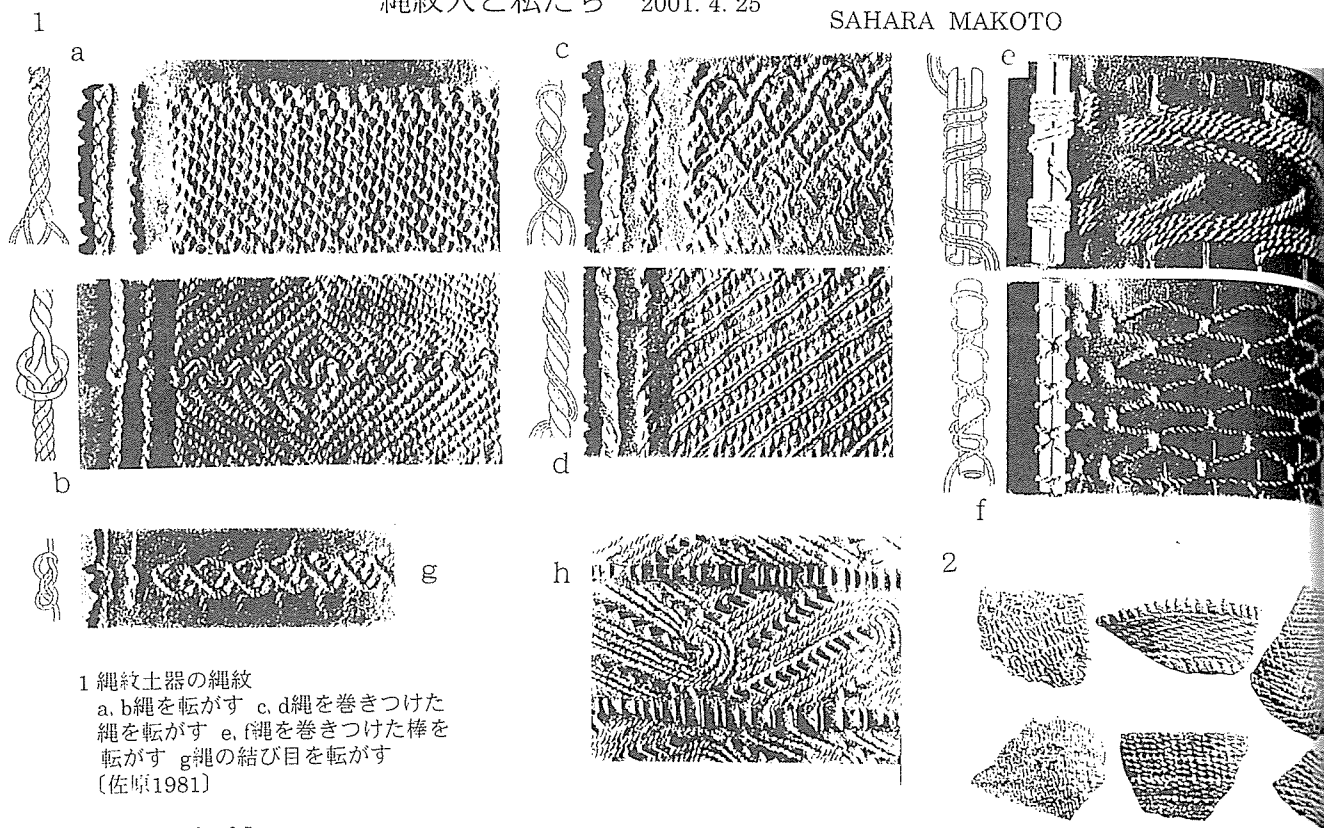 縄紋人と私たち 2001. 4. 25
SAHARA MAKOTO
1
a
c
e
b
d
f
g
h
2
1 縄紋土器の縄紋
a, b縄を転がす c, d縄を巻きつけた
縄を転がす e, f縄を巻きつけた棒を
転がす g縄の結び目を転がす
〔佐原1981〕